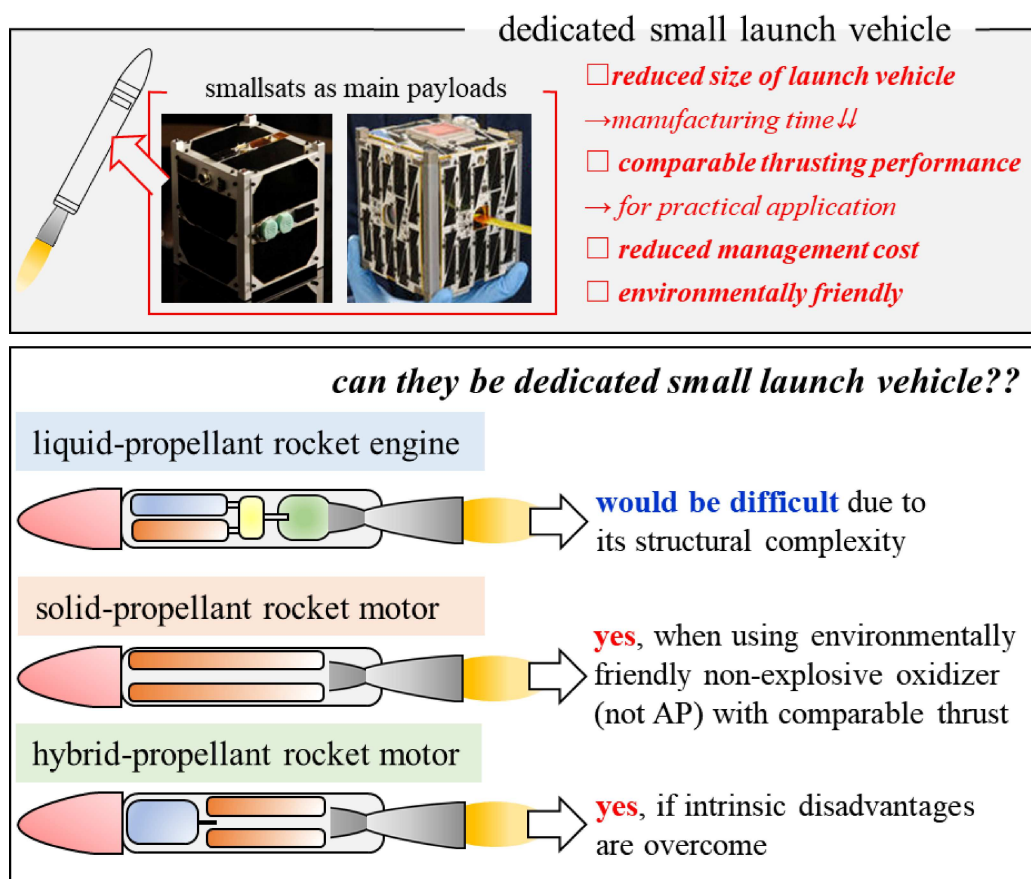 dedicated small launch vehicle
smallsats as main payloads
□ reduced size of launch vehicle
→manufacturing time⇊
□ comparable thrusting performance
→ for practical application
□ reduced management cost
□ environmentally friendly
can they be dedicated small launch vehicle??
liquid-propellant rocket engine
would be difficult due to
its structural complexity
solid-propellant rocket motor
yes, when using environmentally
friendly non-explosive oxidizer
(not AP) with comparable thrust
hybrid-propellant rocket motor
yes, if intrinsic disadvantages
are overcome